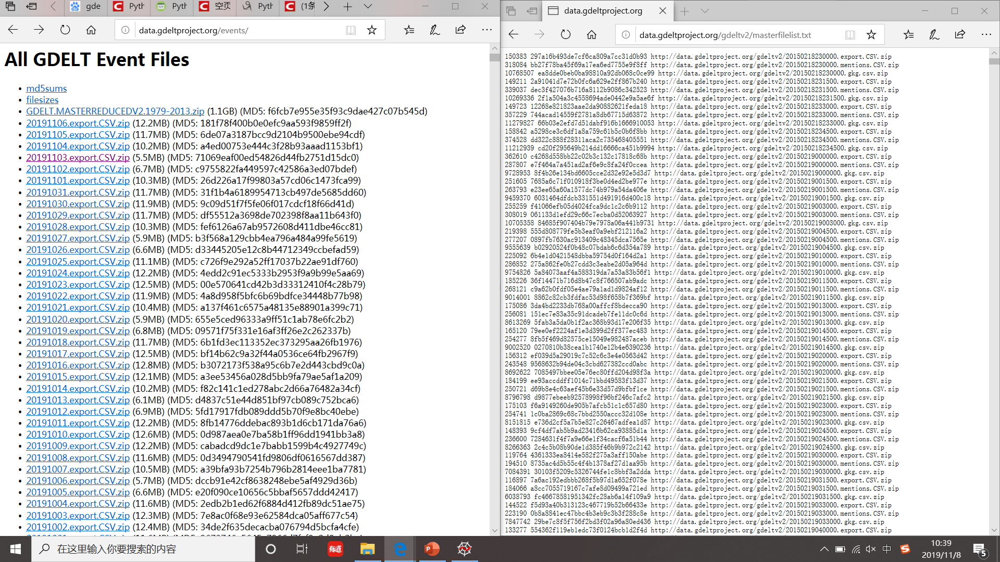 gde
Pyth
Pyth
空页
Pyth
(1条
data.gdeltproject.org/events/
All GDELT Event Files
md5sums
filesizes
GDELT.MASTERREDUCEDV2.1979-2013.zip (1.1GB) (MD5: f6fcb7e955e35f93c9dae427c07b545d)
20191106.export.CSV.zip (12.2MB) (MD5: 181f78f400b0e0efc9aa593f9859ff2f)
20191105.export.CSV.zip (11.7MB) (MD5: 6de07a3187bcc9d2104b9500ebe94cdf)
20191104.export.CSV.zip (10.2MB) (MD5: a4ed00753e444c3f28b93aaad1153bf1)
20191103.export.CSV.zip (5.5MB) (MD5: 71069eaf00ed54826d44fb2751d15dc0)
20191102.export.CSV.zip (6.7MB) (MD5: c9755822fa449597c42586a3ed07bdef)
20191101.export.CSV.zip (10.3MB) (MD5: 26d226a17f99803a57cd06c1473fca99)
20191031.export.CSV.zip (11.7MB) (MD5: 31f1b4a6189954713cb497de5685dd60)
20191030.export.CSV.zip (11.9MB) (MD5: 9c09d51f7f5fe06f017cdcf18f66d41d)
20191029.export.CSV.zip (11.7MB) (MD5: df55512a3698de702398f8aa11b643f0)
20191028.export.CSV.zip (10.3MB) (MD5: fef6126a67ab9572608d411dbe46cc81)
20191027.export.CSV.zip (5.9MB) (MD5: b3f568a129cbb4ea796a484a99fe5619)
20191026.export.CSV.zip (6.6MB) (MD5: d33445205e12c8b44712349ccbefad59)
20191025.export.CSV.zip (11.1MB) (MD5: c726f9e292a52ff17037b22ae91df760)
20191024.export.CSV.zip (12.2MB) (MD5: 4edd2c91ec5333b2953f9a9b99e5aa69)
20191023.export.CSV.zip (12.5MB) (MD5: 00e570641cd42b3d33312410f4c28b79)
20191022.export.CSV.zip (11.9MB) (MD5: 4a8d958f5bfc6b69bdfce34448b77b98)
20191021.export.CSV.zip (10.4MB) (MD5: a137f461c6575a48135e88901a399c71)
20191020.export.CSV.zip (5.9MB) (MD5: 655e5ced96333a9ff51c1ab78e6fc2b2)
20191019.export.CSV.zip (6.8MB) (MD5: 09571f75f331e16af3ff26e2c262337b)
20191018.export.CSV.zip (11.7MB) (MD5: 6b1fd3ec113352ec373295aa26fb1976)
20191017.export.CSV.zip (12.5MB) (MD5: bf14b62c9a32f44a0536ce64fb2967f9)
20191016.export.CSV.zip (12.8MB) (MD5: b3072173f538a95c6b7e2d443cbd9c0a)
20191015.export.CSV.zip (12.1MB) (MD5: a3ee53456a028d5bb9fa79ae5af1a209)
20191014.export.CSV.zip (10.2MB) (MD5: f82c141c1ed278abc2d66a76482a34cf)
20191013.export.CSV.zip (6.1MB) (MD5: d4837c51e44d851bf97cb089c752bca6)
20191012.export.CSV.zip (6.9MB) (MD5: 5fd17917fdb089ddd5b70f9e8bc40ebe)
20191011.export.CSV.zip (12.2MB) (MD5: 8fb14776ddebac893b1d6cb171da76a6)
20191010.export.CSV.zip (12.6MB) (MD5: 0d987aea0e7ba58b1ff96dd1941bb3a8)
20191009.export.CSV.zip (12.2MB) (MD5: cabadcd9dc1e7babb1599b4c4927749c)
20191008.export.CSV.zip (11.6MB) (MD5: 0d3494790541fd9806df0616567dd387)
20191007.export.CSV.zip (10.5MB) (MD5: a39bfa93b7254b796b2814eee1ba7781)
20191006.export.CSV.zip (5.7MB) (MD5: dccb91e42cf8638248ebe5af4929d36b)
20191005.export.CSV.zip (6.6MB) (MD5: e20f090ce10656c5bbaf5657ddd42417)
20191004.export.CSV.zip (11.6MB) (MD5: 2edb2b1ed62f6884d412fb89dc51ae75)
20191003.export.CSV.zip (12.3MB) (MD5: 7e8ac0f68e93e62584dca05aff677c54)
20191002.export.CSV.zip (12.4MB) (MD5: 34de2f635decacba076794d5bcfa4cfe)
data.gdeltproject.org
data.gdeltproject.org/gdeltv2/masterfilelist.txt
150383 297a16b493de7cf6ca809a7cc31d0b93 http://data.gdeltproject.org/gdeltv2/20150218230000.export.CSV.zip
318084 bb27f78ba45f69a17ea6ed7755e9f8ff http://data.gdeltproject.org/gdeltv2/20150218230000.mentions.CSV.zip
10768507 ea8dde0beb0ba98810a92db068c0ce99 http://data.gdeltproject.org/gdeltv2/20150218230000.gkg.csv.zip
149211 2a91041d7e72b0fc6a629e2ff867b240 http://data.gdeltproject.org/gdeltv2/20150218231500.export.CSV.zip
339037 dec3f427076b716a8112b9086c342523 http://data.gdeltproject.org/gdeltv2/20150218231500.mentions.CSV.zip
10269336 2f1a504a3c4558694ade0442e9a5ae6f http://data.gdeltproject.org/gdeltv2/20150218231500.gkg.csv.zip
149723 12268e821823aae2da90882621feda18 http://data.gdeltproject.org/gdeltv2/20150218233000.export.CSV.zip
357229 744acad14559f2781a8db67715d63872 http://data.gdeltproject.org/gdeltv2/20150218233000.mentions.CSV.zip
11279827 66b03e2efd7d51dabf916b1666910053 http://data.gdeltproject.org/gdeltv2/20150218233000.gkg.csv.zip
158842 a5298ce3c6df1a8a759c61b5c0b6f8bb http://data.gdeltproject.org/gdeltv2/20150218234500.export.CSV.zip
374528 dd322c888f28311aca2c735468405551 http://data.gdeltproject.org/gdeltv2/20150218234500.mentions.CSV.zip
11212939 cd20f295649b214dd16666ca451b9994 http://data.gdeltproject.org/gdeltv2/20150218234500.gkg.csv.zip
362610 c4268d558bb22c02b3c132c17818c68b http://data.gdeltproject.org/gdeltv2/20150219000000.export.CSV.zip
287807 e7f464a7a451ad2af6e9c8fa24f0ccea http://data.gdeltproject.org/gdeltv2/20150219000000.mentions.CSV.zip
9728953 8f4b26e134bd6605cce2d32e92e5d3d7 http://data.gdeltproject.org/gdeltv2/20150219000000.gkg.csv.zip
251605 7685a6c71f010918f3be0d4ed2be977e http://data.gdeltproject.org/gdeltv2/20150219001500.export.CSV.zip
263793 e23ee65a60a1577dc74b979a54da406e http://data.gdeltproject.org/gdeltv2/20150219001500.mentions.CSV.zip
9459370 6031464dfdcb331551d491916d400c18 http://data.gdeltproject.org/gdeltv2/20150219001500.gkg.csv.zip
255259 f41066efb05d4024fca9dc1c2c6b9112 http://data.gdeltproject.org/gdeltv2/20150219003000.export.CSV.zip
308019 061133d1efd29c66c7ecba0d52063927 http://data.gdeltproject.org/gdeltv2/20150219003000.mentions.CSV.zip
10705358 84685f907404b79e7978a06a441b9731 http://data.gdeltproject.org/gdeltv2/20150219003000.gkg.csv.zip
219398 555d808779fe5b3eaf0a9ebf212116a2 http://data.gdeltproject.org/gdeltv2/20150219004500.export.CSV.zip
277207 0897fb7630ac913409c48345dca7565e http://data.gdeltproject.org/gdeltv2/20150219004500.mentions.CSV.zip
9555639 b02920524f0b48c07bdab6c6d354a789 http://data.gdeltproject.org/gdeltv2/20150219004500.gkg.csv.zip
225092 6b4e1d0421548dbba59754d0f164d2a1 http://data.gdeltproject.org/gdeltv2/20150219010000.export.CSV.zip
286852 275a862fe0b27cdd3c3eabe2d05a964d http://data.gdeltproject.org/gdeltv2/20150219010000.mentions.CSV.zip
9754826 5a84073aaf4a588319da7a53a83b56f1 http://data.gdeltproject.org/gdeltv2/20150219010000.gkg.csv.zip
185226 36f14471b716d8b47c8f766507ab9adc http://data.gdeltproject.org/gdeltv2/20150219011500.export.CSV.zip
268121 c9a62b0fdf05e4ae79a1ad1d9824af12 http://data.gdeltproject.org/gdeltv2/20150219011500.mentions.CSV.zip
9014001 8862c82cb3fdfac53d98f658b7f369bf http://data.gdeltproject.org/gdeltv2/20150219011500.gkg.csv.zip
175086 3da4bd2233db768a00affcf8bdecca90 http://data.gdeltproject.org/gdeltv2/20150219013000.export.CSV.zip
256081 151ec7e83a35c91dcadeb7fe11dc0c6d http://data.gdeltproject.org/gdeltv2/20150219013000.mentions.CSV.zip
8613269 5fab3a5da0b1f2ac368b93d17e206f35 http://data.gdeltproject.org/gdeltv2/20150219013000.gkg.csv.zip
165120 79ee0ef2224af1e3d399d2ff377ec483 http://data.gdeltproject.org/gdeltv2/20150219014500.export.CSV.zip
254277 8fb5f469d82575ce15049e982487aceb http://data.gdeltproject.org/gdeltv2/20150219014500.mentions.CSV.zip
9002520 0270810b38cea1b1740e12b4e6390236 http://data.gdeltproject.org/gdeltv2/20150219014500.gkg.csv.zip
156312 ef039d5a29019c7c52c6c3e4e0563d42 http://data.gdeltproject.org/gdeltv2/20150219020000.export.CSV.zip
243548 9568632b94de04c3cbd627382ccd0abc http://data.gdeltproject.org/gdeltv2/20150219020000.mentions.CSV.zip
8692622 7085497bbee05e76ec80ffd204d98f3a http://data.gdeltproject.org/gdeltv2/20150219020000.gkg.csv.zip
184199 ee93accddff1014c71bbd49583f13d37 http://data.gdeltproject.org/gdeltv2/20150219021500.export.CSV.zip
250721 d69b8e4c63aef45b6e33d57d9bfbf1ce http://data.gdeltproject.org/gdeltv2/20150219021500.mentions.CSV.zip
8796798 d9877ebeeb92578998f96bf246c7afc2 http://data.gdeltproject.org/gdeltv2/20150219021500.gkg.csv.zip
175103 f6a9149260de905b7afcb51c1c657d80 http://data.gdeltproject.org/gdeltv2/20150219023000.export.CSV.zip
254741 1c0ba2869c68c7bbd2550accc32d108e http://data.gdeltproject.org/gdeltv2/20150219023000.mentions.CSV.zip
8151815 e736d2cf5a7b5e827c26467adfea1d87 http://data.gdeltproject.org/gdeltv2/20150219023000.gkg.csv.zip
148393 9cf4df7ab5b9ad23416b62ca93885d1a http://data.gdeltproject.org/gdeltv2/20150219024500.export.CSV.zip
236600 7284631f4f7a9e66e1f34cacf6a51b44 http://data.gdeltproject.org/gdeltv2/20150219024500.mentions.CSV.zip
8266363 2c4c5b08b90de1d385f46b9b972c2142 http://data.gdeltproject.org/gdeltv2/20150219024500.gkg.csv.zip
119764 4361333ea8414e582f275a3aff150abe http://data.gdeltproject.org/gdeltv2/20150219030000.export.CSV.zip
194510 8735ac4d5b55c4f4b1378af27d1aa95b http://data.gdeltproject.org/gdeltv2/20150219030000.mentions.CSV.zip
7084391 30103f5209c5326744fe1c8bbf3a2dda http://data.gdeltproject.org/gdeltv2/20150219030000.gkg.csv.zip
116897 7a6ac192edbbb268f5b97d1a652f078e http://data.gdeltproject.org/gdeltv2/20150219031500.export.CSV.zip
184066 a8cc7055719167c7afe8d09499a721ed http://data.gdeltproject.org/gdeltv2/20150219031500.mentions.CSV.zip
6038793 fc46678581951342fc28ab6a14f109a9 http://data.gdeltproject.org/gdeltv2/20150219031500.gkg.csv.zip
144522 f5d93a40b313123c467719b52b66433e http://data.gdeltproject.org/gdeltv2/20150219033000.export.CSV.zip
223190 0b8a8841ec47bbc4b3eb9c3b3f288c8e http://data.gdeltproject.org/gdeltv2/20150219033000.mentions.CSV.zip
7847742 29be7c8f5f756f2bd3f02a96a80ed436 http://data.gdeltproject.org/gdeltv2/20150219033000.gkg.csv.zip
133277 554362f119eb1edc73f0124bcb1d2f4d http://data.gdeltproject.org/gdeltv2/20150219040000.export.CSV.zip
在这里输入你要搜索的内容
有道
中
10:39
2019/11/8
5